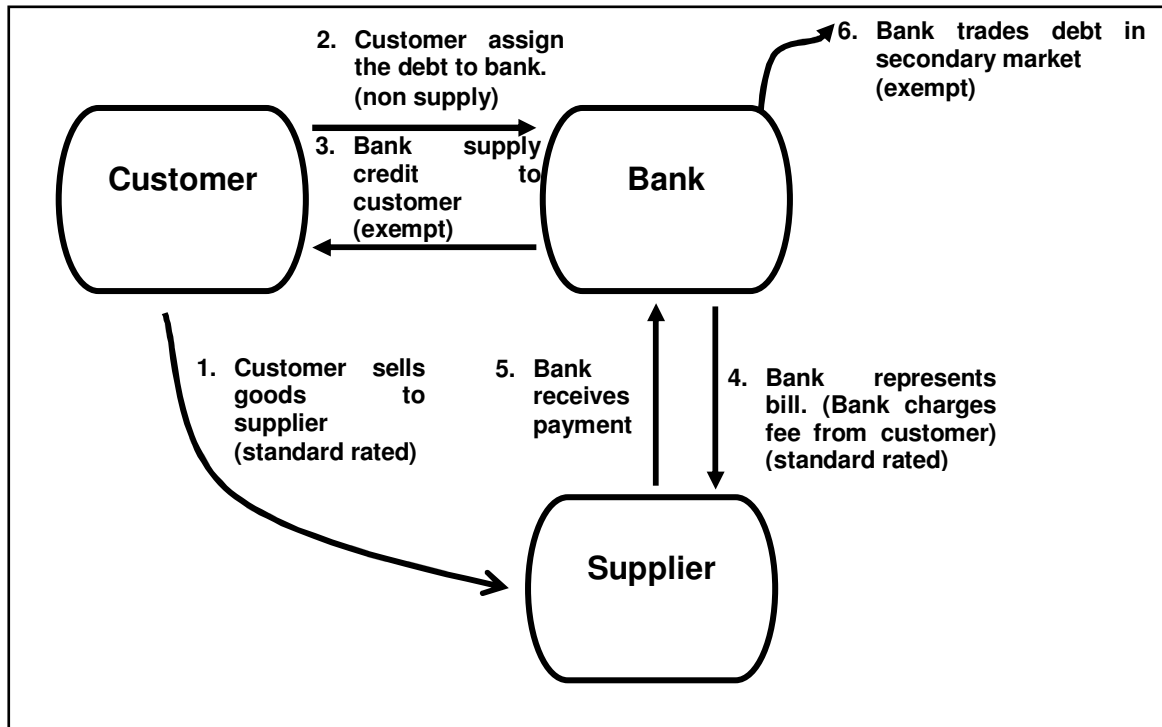 2. Customer assign
the debt to bank.
(non supply)
6. Bank trades debt in
secondary market
(exempt)
3. Bank supply
credit to
customer
(exempt)
Customer
Bank
1. Customer sells
goods to
supplier
(standard rated)
5. Bank
receives
payment
4. Bank represents
bill. (Bank charges
fee from customer)
(standard rated)
Supplier